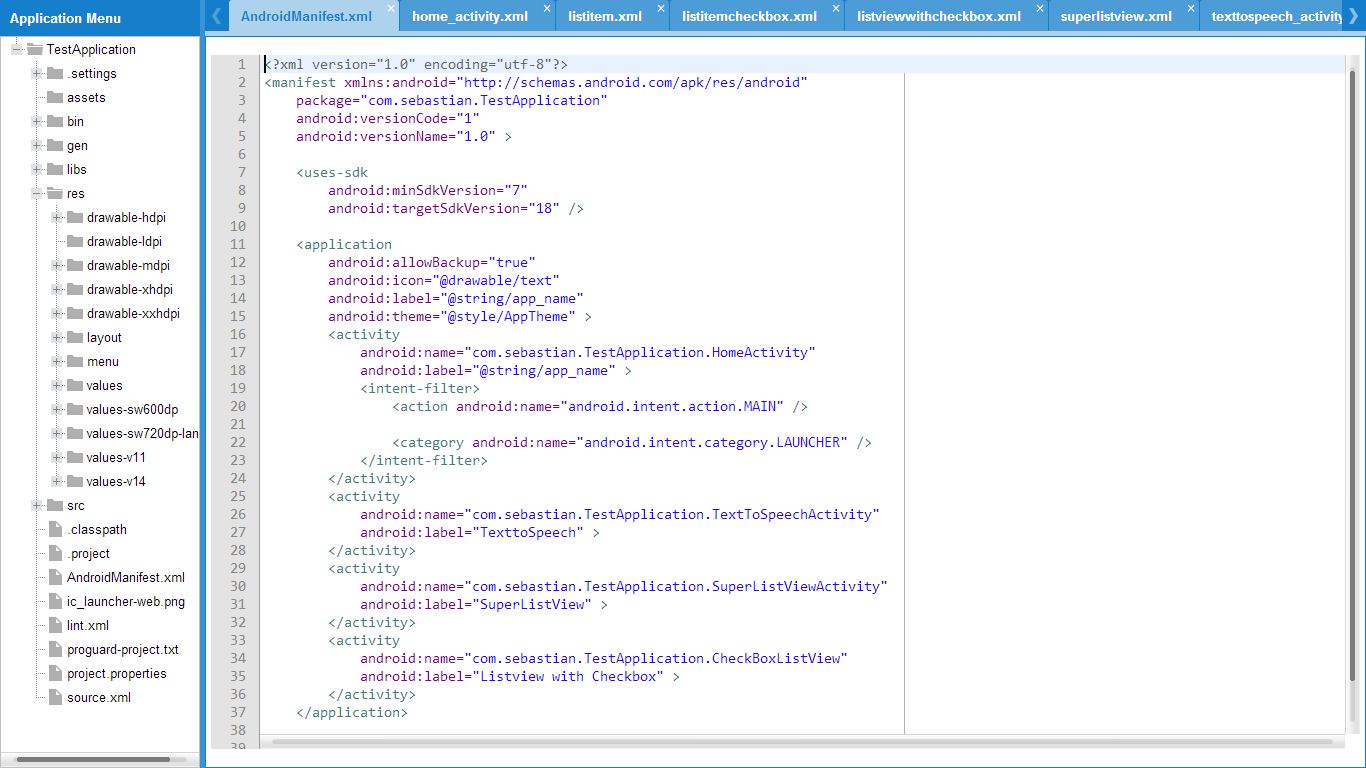 Application Menu
AndroidManifest.xml ×
home_activity.xml ×
listitem.xml ×
listitemcheckbox.xml ×
listviewwithcheckbox.xml ×
superlistview.xml ×
texttospeech_activity
TestApplication
.settings
assets
bin
gen
libs
res
drawable-hdpi
drawable-ldpi
drawable-mdpi
drawable-xhdpi
drawable-xxhdpi
layout
menu
values
values-sw600dp
values-sw720dp-lan
values-v11
values-v14
src
.classpath
.project
AndroidManifest.xml
ic_launcher-web.png
lint.xml
proguard-project.txt
project.properties
source.xml
1 <?xml version="1.0" encoding="utf-8"?>
2 <manifest xmlns:android="http://schemas.android.com/apk/res/android"
3     package="com.sebastian.TestApplication"
4     android:versionCode="1"
5     android:versionName="1.0" >
6
7     <uses-sdk
8         android:minSdkVersion="7"
9         android:targetSdkVersion="18" />
10
11     <application
12         android:allowBackup="true"
13         android:icon="@drawable/text"
14         android:label="@string/app_name"
15         android:theme="@style/AppTheme" >
16         <activity
17             android:name="com.sebastian.TestApplication.HomeActivity"
18             android:label="@string/app_name" >
19             <intent-filter>
20                 <action android:name="android.intent.action.MAIN" />
21
22                 <category android:name="android.intent.category.LAUNCHER" />
23             </intent-filter>
24         </activity>
25         <activity
26             android:name="com.sebastian.TestApplication.TextToSpeechActivity"
27             android:label="TexttoSpeech" >
28         </activity>
29         <activity
30             android:name="com.sebastian.TestApplication.SuperListViewActivity"
31             android:label="SuperListView" >
32         </activity>
33         <activity
34             android:name="com.sebastian.TestApplication.CheckBoxListView"
35             android:label="Listview with Checkbox" >
36         </activity>
37     </application>
38
39